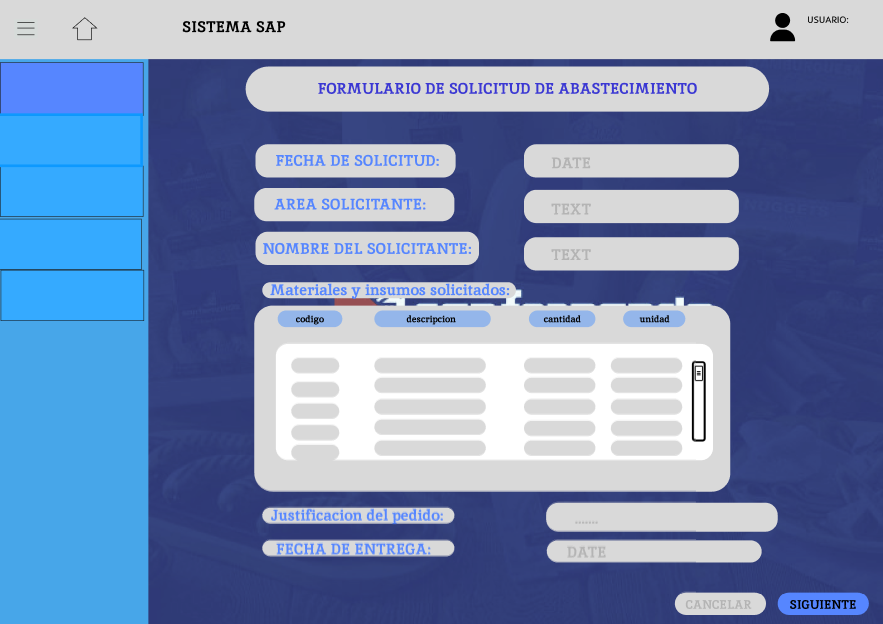 SISTEMA SAP
USUARIO:
FORMULARIO DE SOLICITUD DE ABASTECIMIENTO
FECHA DE SOLICITUD:
DATE
AREA SOLICITANTE:
TEXT
NOMBRE DEL SOLICITANTE:
TEXT
Materiales y insumos solicitados:
codigo descripcion cantidad unidad
Justificacion del pedido:
.......
FECHA DE ENTREGA:
DATE
CANCELAR
SIGUIENTE